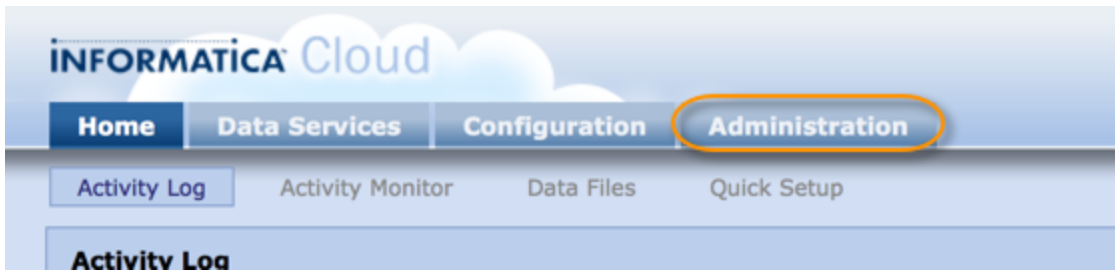 INFORMATICA Cloud
Home Data Services Configuration Administration
Activity Log Activity Monitor Data Files Quick Setup
Activity Log